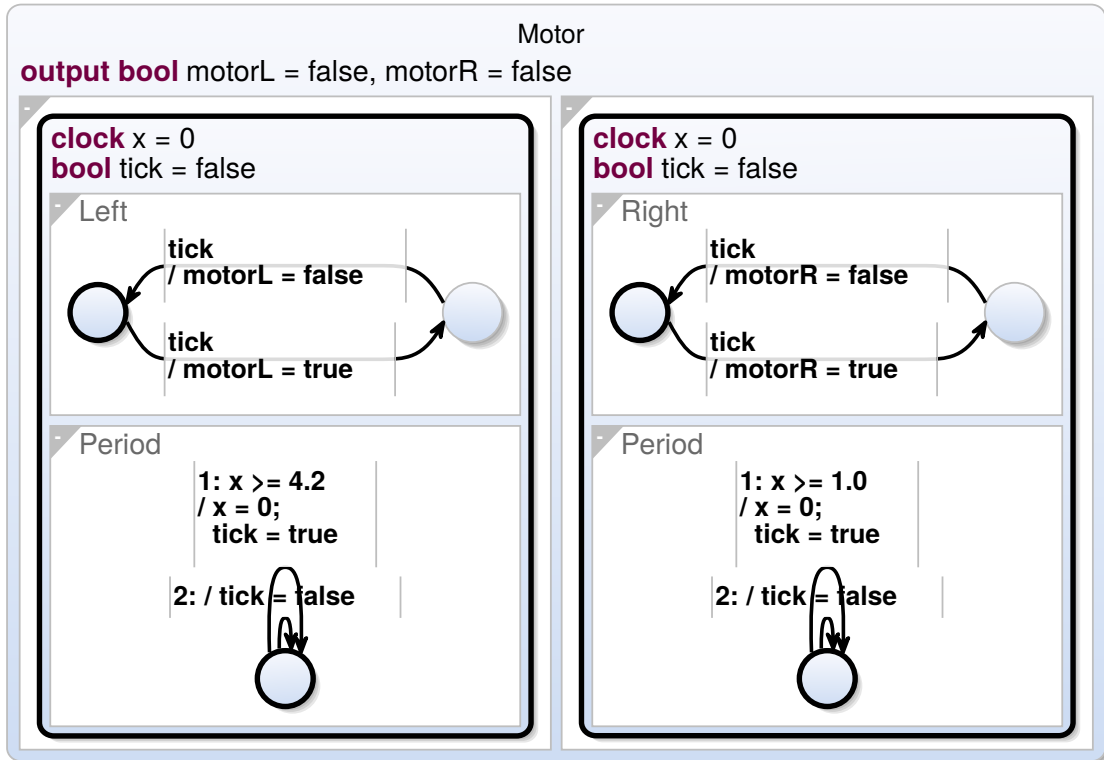 Motor
output bool motorL = false, motorR = false
-
clock x = 0
bool tick = false
-
Left
tick
/ motorL = false
tick
/ motorL = true
-
Period
1: x >= 4.2
/ x = 0;
tick = true
2: / tick = false
-
clock x = 0
bool tick = false
-
Right
tick
/ motorR = false
tick
/ motorR = true
-
Period
1: x >= 1.0
/ x = 0;
tick = true
2: / tick = false